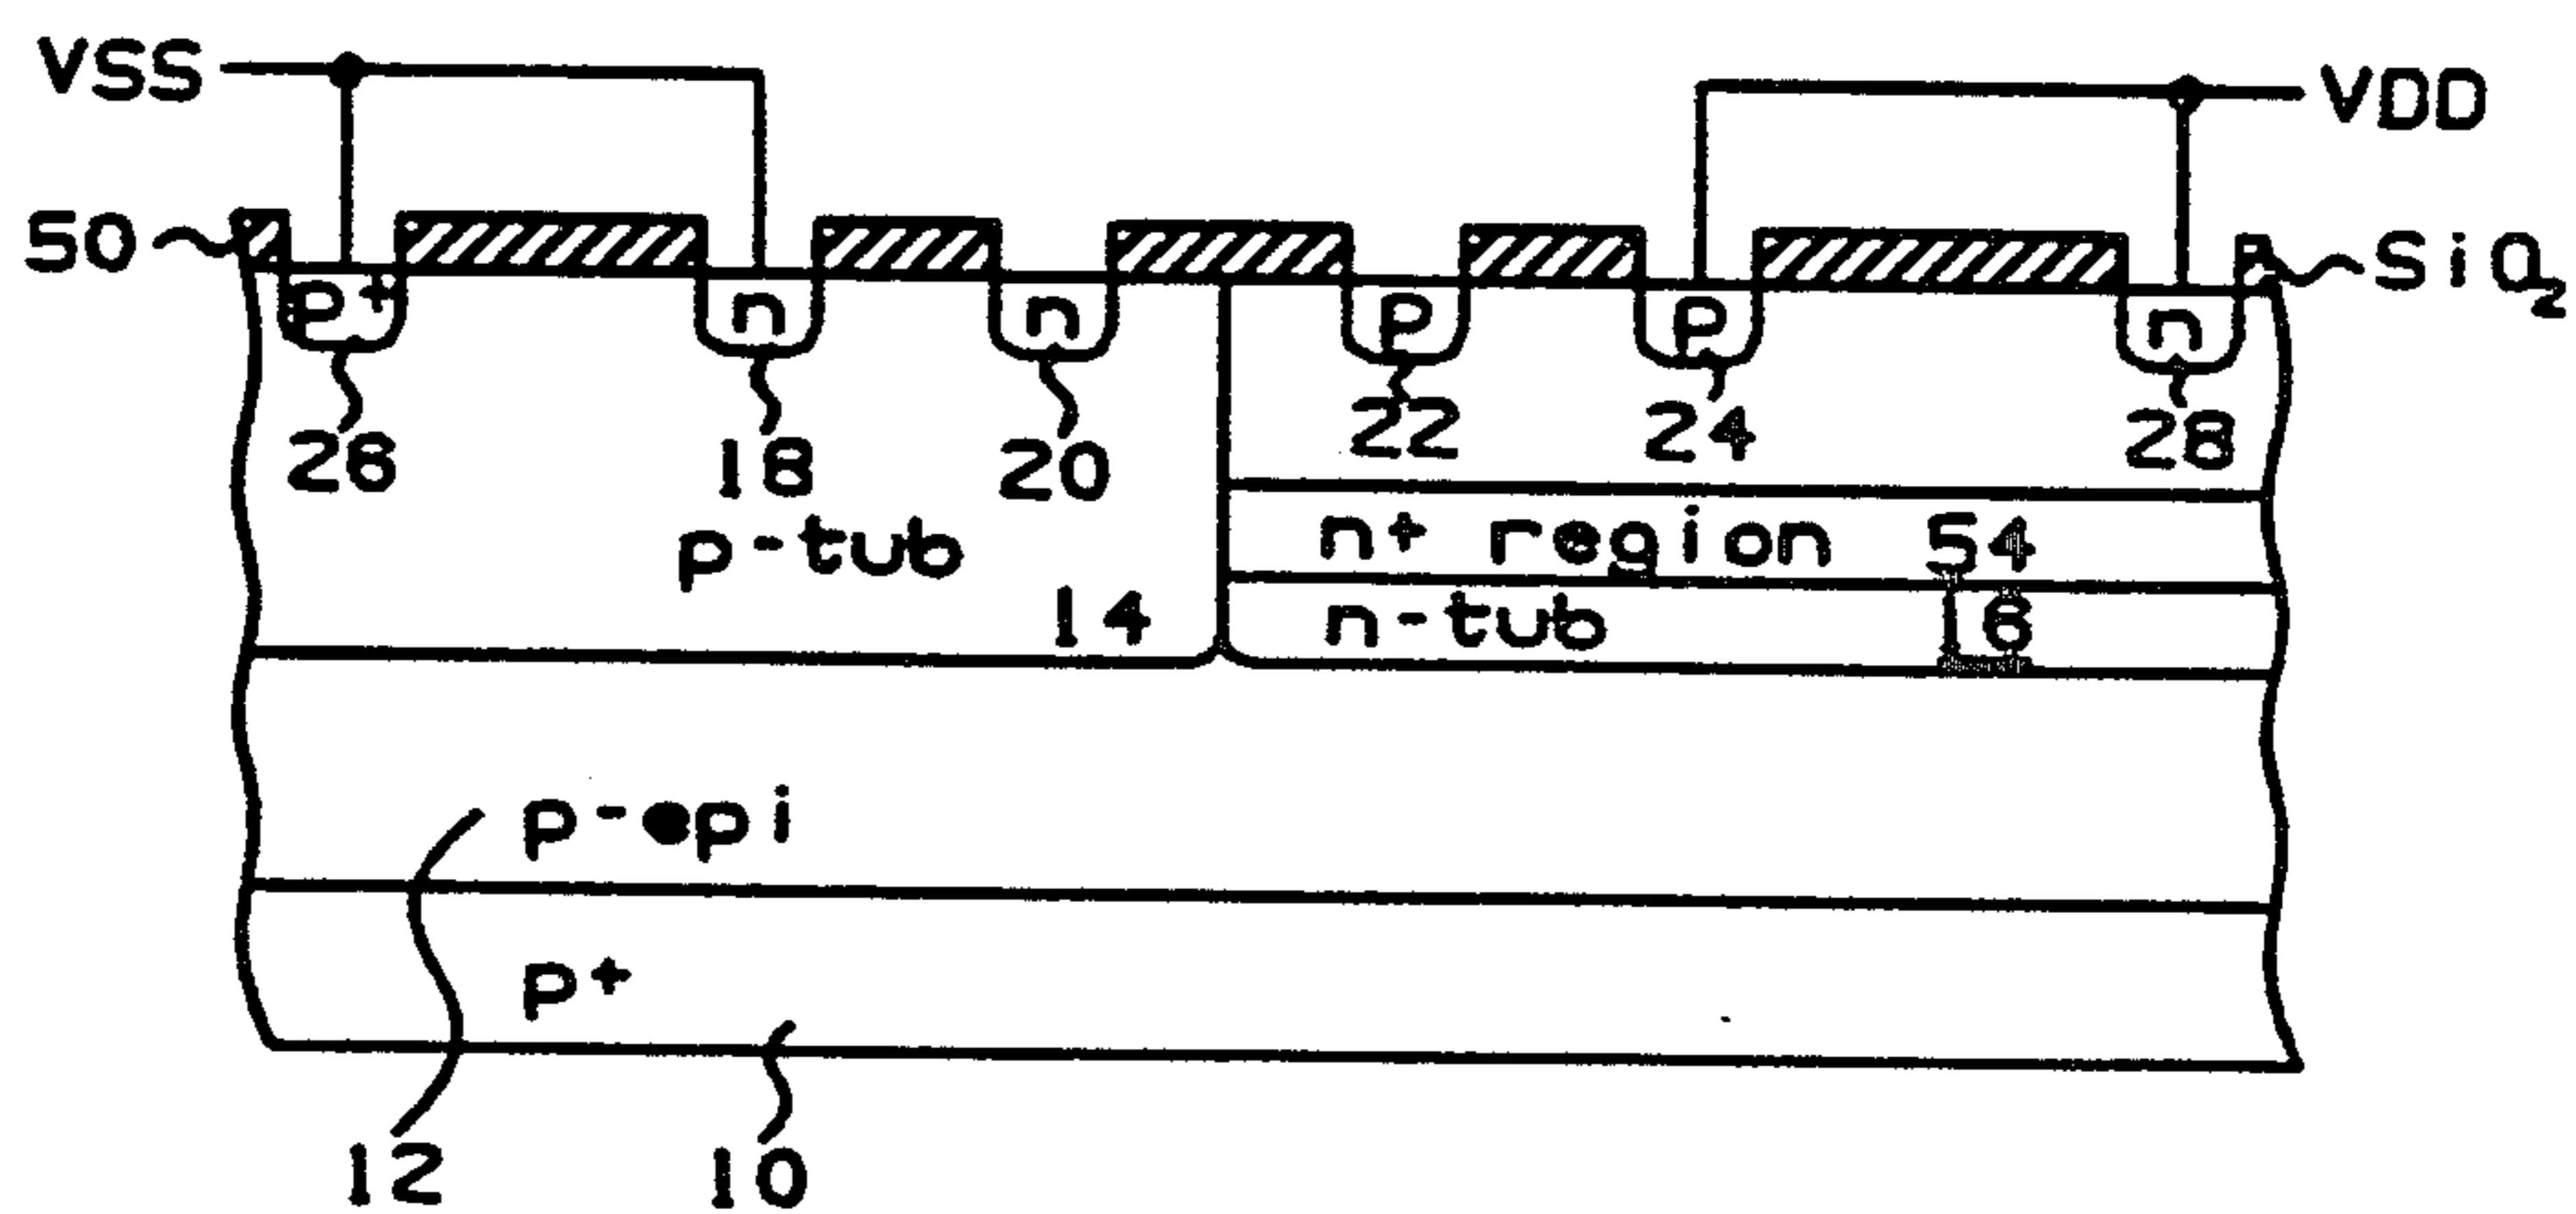 VSS
VDD
50
SiO₂
p+
n
n
p
p
n
26
18
20
22
24
28
p-tub
14
n+ region 54
n-tub 16
p-epi
p+
12
10